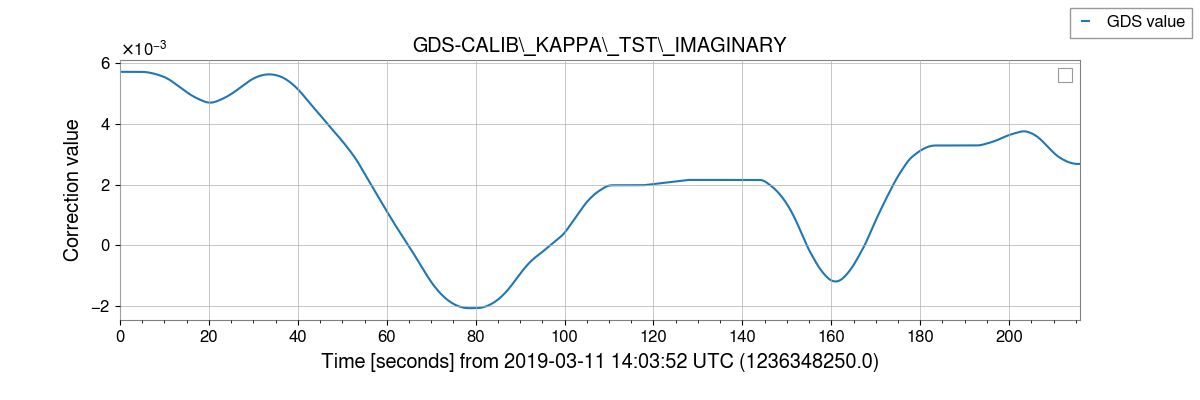 GDS value
GDS-CALIB\_KAPPA\_TST\_IMAGINARY
×10⁻³
6
4
2
0
−2
Correction value
0 20 40 60 80 100 120 140 160 180 200
Time [seconds] from 2019-03-11 14:03:52 UTC (1236348250.0)